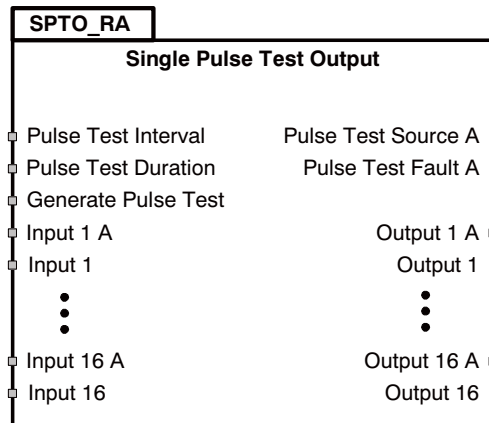 SPTO_RA
Single Pulse Test Output
Pulse Test Interval Pulse Test Source A
Pulse Test Duration Pulse Test Fault A
Generate Pulse Test
Input 1 A Output 1 A
Input 1 Output 1
Input 16 A Output 16 A
Input 16 Output 16